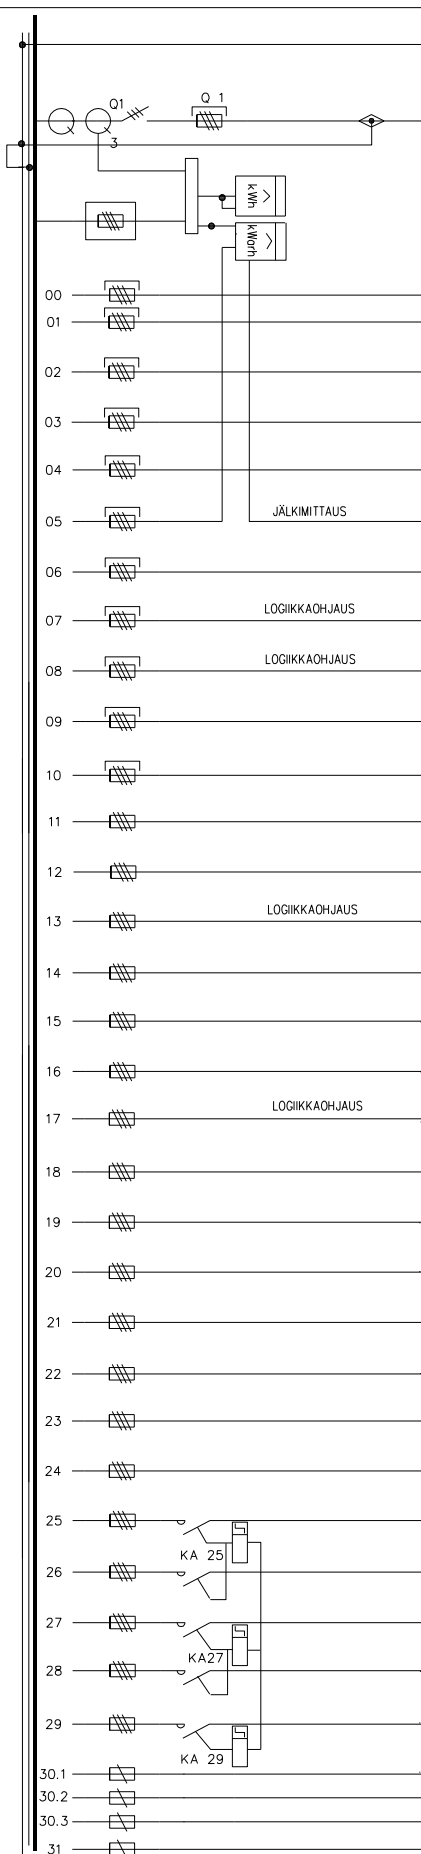 Q1
Q 1
3
kWh
kWarh
00
01
02
03
04
05 JÄLKIMITTAUS
06
07 LOGIIKKAOHJAUS
08 LOGIIKKAOHJAUS
09
10
11
12
13 LOGIIKKAOHJAUS
14
15
16
17 LOGIIKKAOHJAUS
18
19
20
21
22
23
24
25
KA 25
26
27
KA27
28
29
KA 29
30.1
30.2
30.3
31